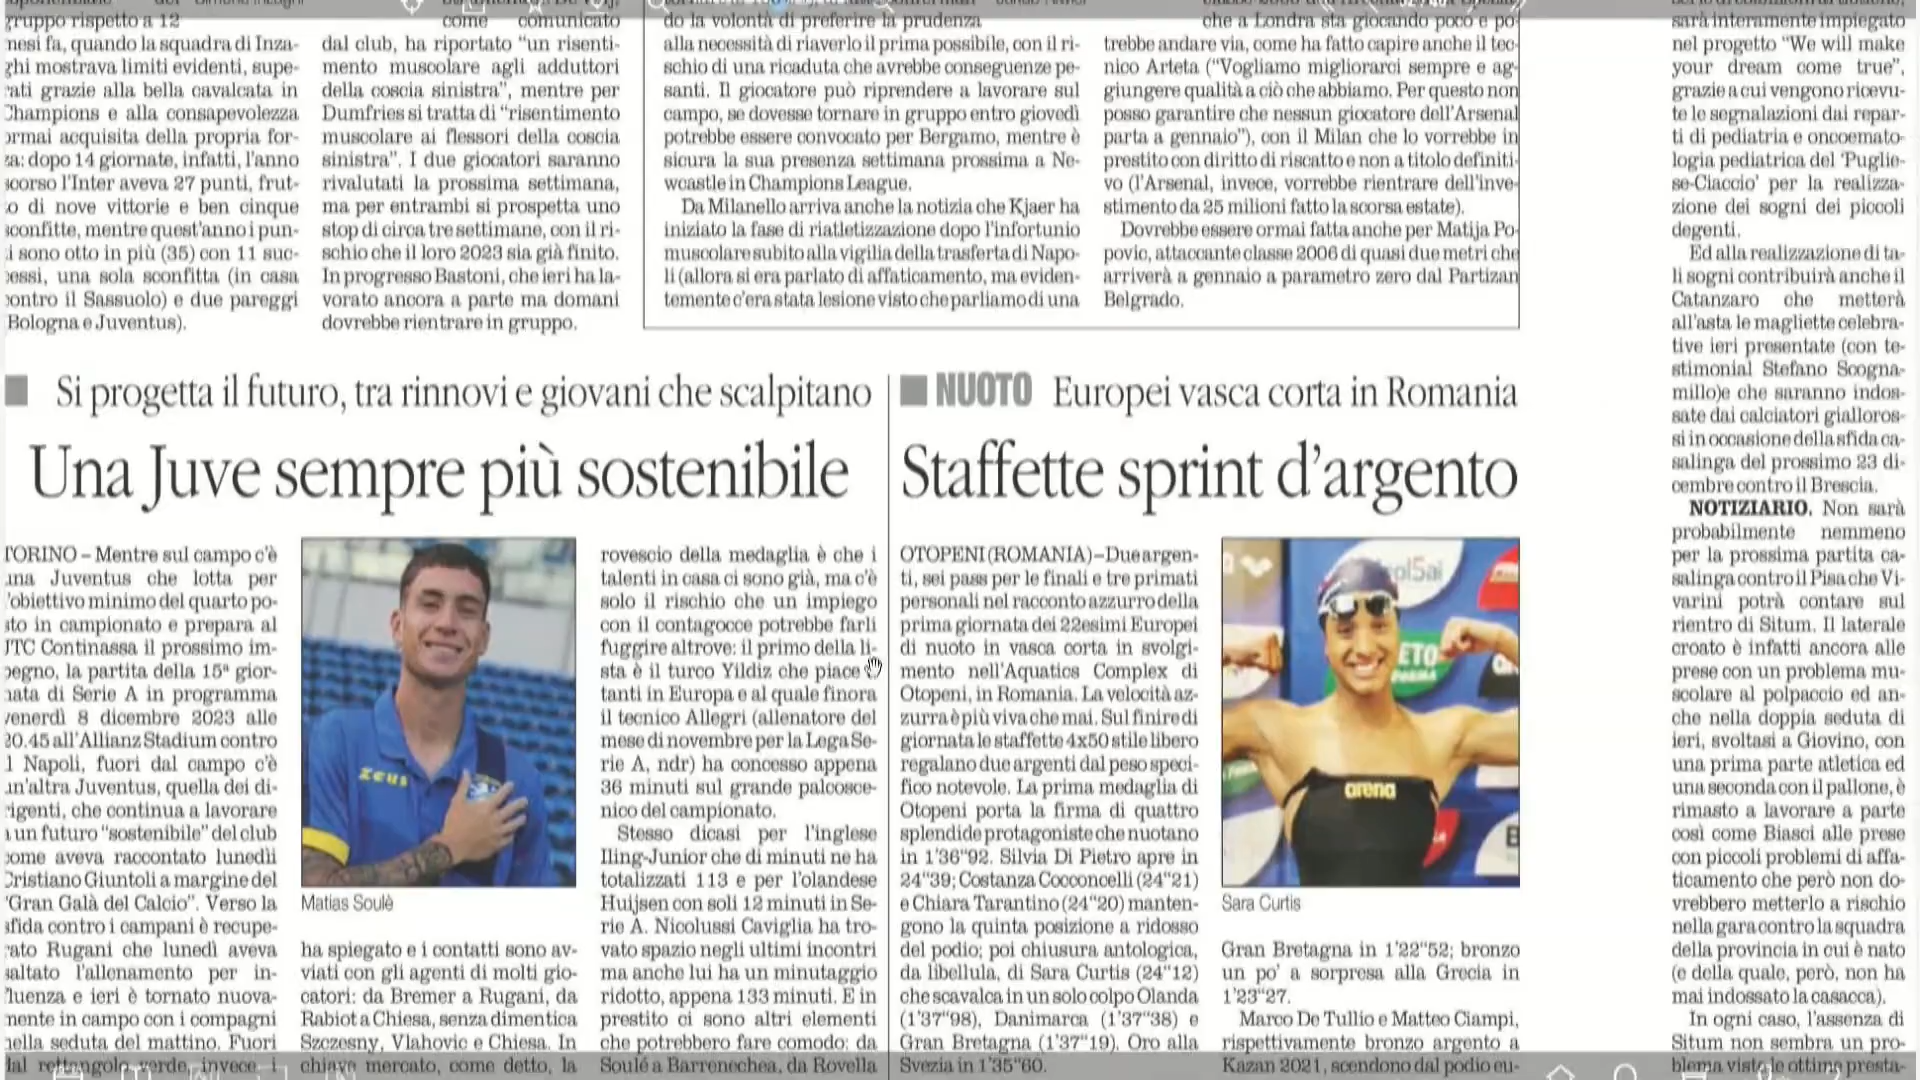 gruppo rispetto a 12
nesi fa, quando la squadra di Inza-
ghi mostrava limiti evidenti, supe-
rati grazie alla bella cavalcata in
Champions e alla consapevolezza
ormai acquisita della propria for-
za: dopo 14 giornate, infatti, l'anno
scorso l'Inter aveva 27 punti, frut-
to di nove vittorie e ben cinque
sconfitte, mentre quest'anno i pun-
ti sono otto in più (35) con 11 suc-
cessi, una sola sconfitta (in casa
contro il Sassuolo) e due pareggi
(Bologna e Juventus).
come comunicato
dal club, ha riportato “un risenti-
mento muscolare agli adduttori
della coscia sinistra”, mentre per
Dumfries si tratta di “risentimento
muscolare ai flessori della coscia
sinistra”. I due giocatori saranno
rivalutati la prossima settimana,
ma per entrambi si prospetta uno
stop di circa tre settimane, con il ri-
schio che il loro 2023 sia già finito.
In progresso Bastoni, che ieri ha la-
vorato ancora a parte ma domani
dovrebbe rientrare in gruppo.
do la volontà di preferire la prudenza
alla necessità di riaverlo il prima possibile, con il ri-
schio di una ricaduta che avrebbe conseguenze pe-
santi. Il giocatore può riprendere a lavorare sul
campo, se dovesse tornare in gruppo entro giovedì
potrebbe essere convocato per Bergamo, mentre è
sicura la sua presenza settimana prossima a Ne-
wcastle in Champions League.
Da Milanello arriva anche la notizia che Kjaer ha
iniziato la fase di riatletizzazione dopo l'infortunio
muscolare subito alla vigilia della trasferta di Napo-
li (allora si era parlato di affaticamento, ma eviden-
temente c'era stata lesione visto che parliamo di una
che a Londra sta giocando poco e po-
trebbe andare via, come ha fatto capire anche il tec-
nico Arteta (“Vogliamo migliorarci sempre e ag-
giungere qualità a ciò che abbiamo. Per questo non
posso garantire che nessun giocatore dell'Arsenal
parta a gennaio”), con il Milan che lo vorrebbe in
prestito con diritto di riscatto e non a titolo definiti-
vo (l'Arsenal, invece, vorrebbe rientrare dell'inve-
stimento da 25 milioni fatto la scorsa estate).
Dovrebbe essere ormai fatta anche per Matija Po-
povic, attaccante classe 2006 di quasi due metri che
arriverà a gennaio a parametro zero dal Partizan
Belgrado.
Si progetta il futuro, tra rinnovi e giovani che scalpitano
Una Juve sempre più sostenibile
TORINO – Mentre sul campo c'è
una Juventus che lotta per
l'obiettivo minimo del quarto po-
sto in campionato e prepara al
JTC Continassa il prossimo im-
pegno, la partita della 15ª gior-
nata di Serie A in programma
venerdì 8 dicembre 2023 alle
20.45 all'Allianz Stadium contro
il Napoli, fuori dal campo c'è
un'altra Juventus, quella dei di-
rigenti, che continua a lavorare
a un futuro “sostenibile” del club
come aveva raccontato lunedìi
Cristiano Giuntoli a margine del
“Gran Galà del Calcio”. Verso la
sfida contro i campani è recupe-
rato Rugani che lunedì aveva
saltato l'allenamento per in-
fluenza e ieri è tornato nuova-
mente in campo con i compagni
nella seduta del mattino. Fuori
dal rettangolo verde, invece, i
zeus
Matias Soulè
ha spiegato e i contatti sono av-
viati con gli agenti di molti gio-
catori: da Bremer a Rugani, da
Rabiot a Chiesa, senza dimentica
Szczesny, Vlahovic e Chiesa. In
chiave mercato, come detto, la
rovescio della medaglia è che i
talenti in casa ci sono già, ma c'è
solo il rischio che un impiego
con il contagocce potrebbe farli
fuggire altrove: il primo della li-
sta è il turco Yildiz che piace a
tanti in Europa e al quale finora
il tecnico Allegri (allenatore del
mese di novembre per la Lega Se-
rie A, ndr) ha concesso appena
36 minuti sul grande palcosce-
nico del campionato.
Stesso dicasi per l'inglese
Iling-Junior che di minuti ne ha
totalizzati 113 e per l'olandese
Huijsen con soli 12 minuti in Se-
rie A. Nicolussi Caviglia ha tro-
vato spazio negli ultimi incontri
ma anche lui ha un minutaggio
ridotto, appena 133 minuti. E in
prestito ci sono altri elementi
che potrebbero fare comodo: da
Soulé a Barrenechea, da Rovella
NUOTO Europei vasca corta in Romania
Staffette sprint d'argento
OTOPENI (ROMANIA) – Due argen-
ti, sei pass per le finali e tre primati
personali nel racconto azzurro della
prima giornata dei 22esimi Europei
di nuoto in vasca corta in svolgi-
mento nell'Aquatics Complex di
Otopeni, in Romania. La velocità az-
zurra è più viva che mai. Sul finire di
giornata le staffette 4x50 stile libero
regalano due argenti dal peso speci-
fico notevole. La prima medaglia di
Otopeni porta la firma di quattro
splendide protagoniste che nuotano
in 1'36"92. Silvia Di Pietro apre in
24"39; Costanza Cocconcelli (24"21)
e Chiara Tarantino (24"20) manten-
gono la quinta posizione a ridosso
del podio; poi chiusura antologica,
da libellula, di Sara Curtis (24"12)
che scavalca in un solo colpo Olanda
(1'37"98), Danimarca (1'37"38) e
Gran Bretagna (1'37"19). Oro alla
Svezia in 1'35"60.
arena
Sara Curtis
Gran Bretagna in 1'22"52; bronzo
un po' a sorpresa alla Grecia in
1'23"27.
Marco De Tullio e Matteo Ciampi,
rispettivamente bronzo argento a
Kazan 2021, scendono dal podio eu-
sarà interamente impiegato
nel progetto “We will make
your dream come true”,
grazie a cui vengono ricevu-
te le segnalazioni dai repar-
ti di pediatria e oncoemato-
logia pediatrica del ‘Puglie-
se-Ciaccio’ per la realizza-
zione dei sogni dei piccoli
degenti.
Ed alla realizzazione di ta-
li sogni contribuirà anche il
Catanzaro che metterà
all'asta le magliette celebra-
tive ieri presentate (con te-
stimonial Stefano Scogna-
millo)e che saranno indos-
sate dai calciatori gialloros-
si in occasione della sfida ca-
salinga del prossimo 23 di-
cembre contro il Brescia.
NOTIZIARIO. Non sarà
probabilmente nemmeno
per la prossima partita ca-
salinga contro il Pisa che Vi-
varini potrà contare sul
rientro di Situm. Il laterale
croato è infatti ancora alle
prese con un problema mu-
scolare al polpaccio ed an-
che nella doppia seduta di
ieri, svoltasi a Giovino, con
una prima parte atletica ed
una seconda con il pallone, è
rimasto a lavorare a parte
così come Biasci alle prese
con piccoli problemi di affa-
ticamento che però non do-
vrebbero metterlo a rischio
nella gara contro la squadra
della provincia in cui è nato
(e della quale, però, non ha
mai indossato la casacca).
In ogni caso, l'assenza di
Situm non sembra un pro-
blema viste le ottime presta-